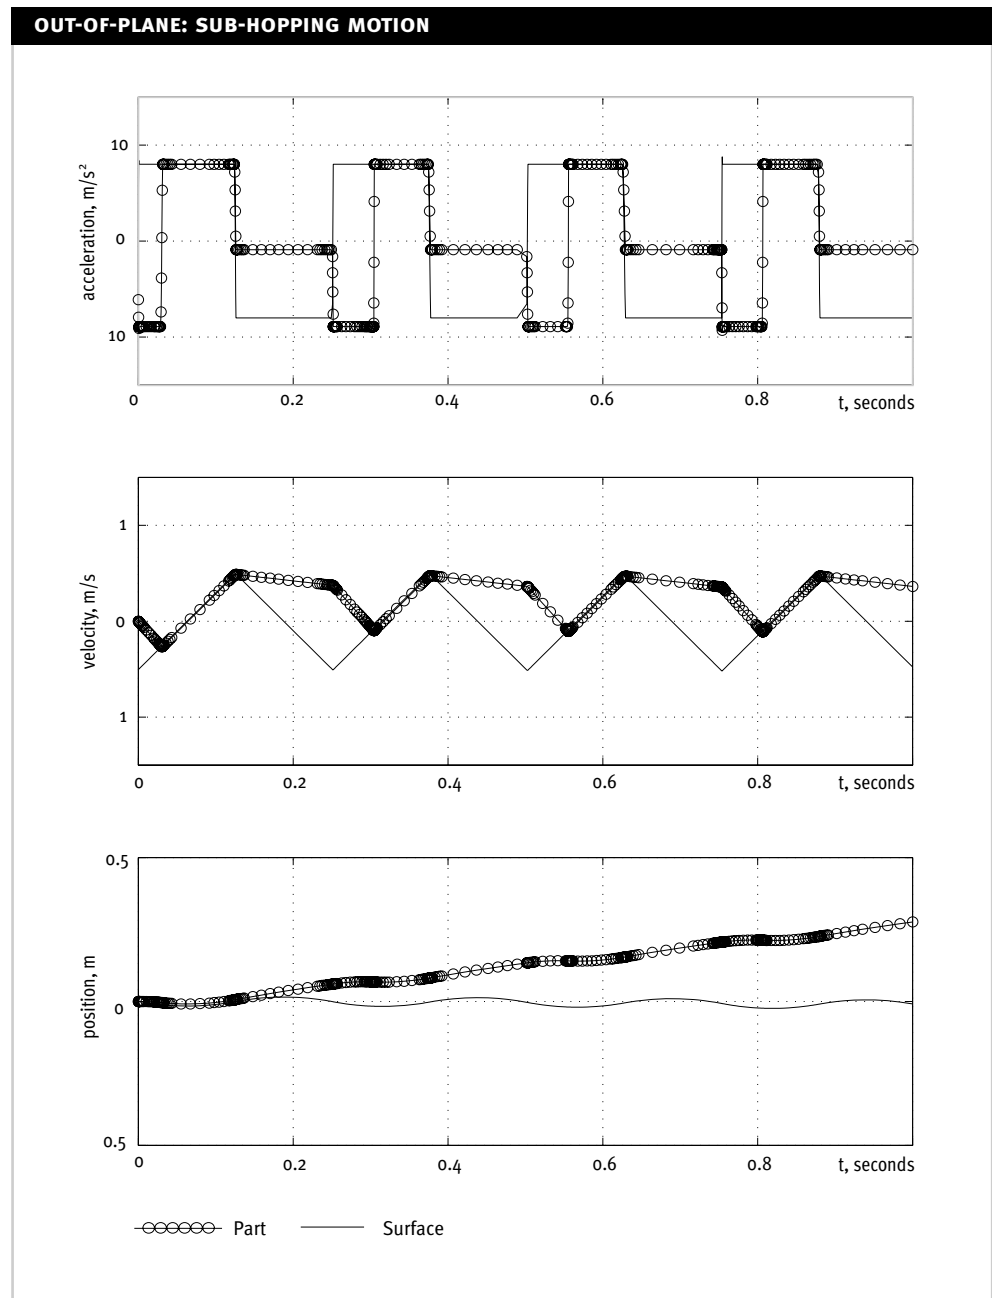 OUT-OF-PLANE: SUB-HOPPING MOTION
acceleration, m/s²
10
0
10
0
0.2
0.4
0.6
0.8
t, seconds
velocity, m/s
1
0
1
0
0.2
0.4
0.6
0.8
t, seconds
position, m
0.5
0
0.5
0
0.2
0.4
0.6
0.8
t, seconds
Part
Surface